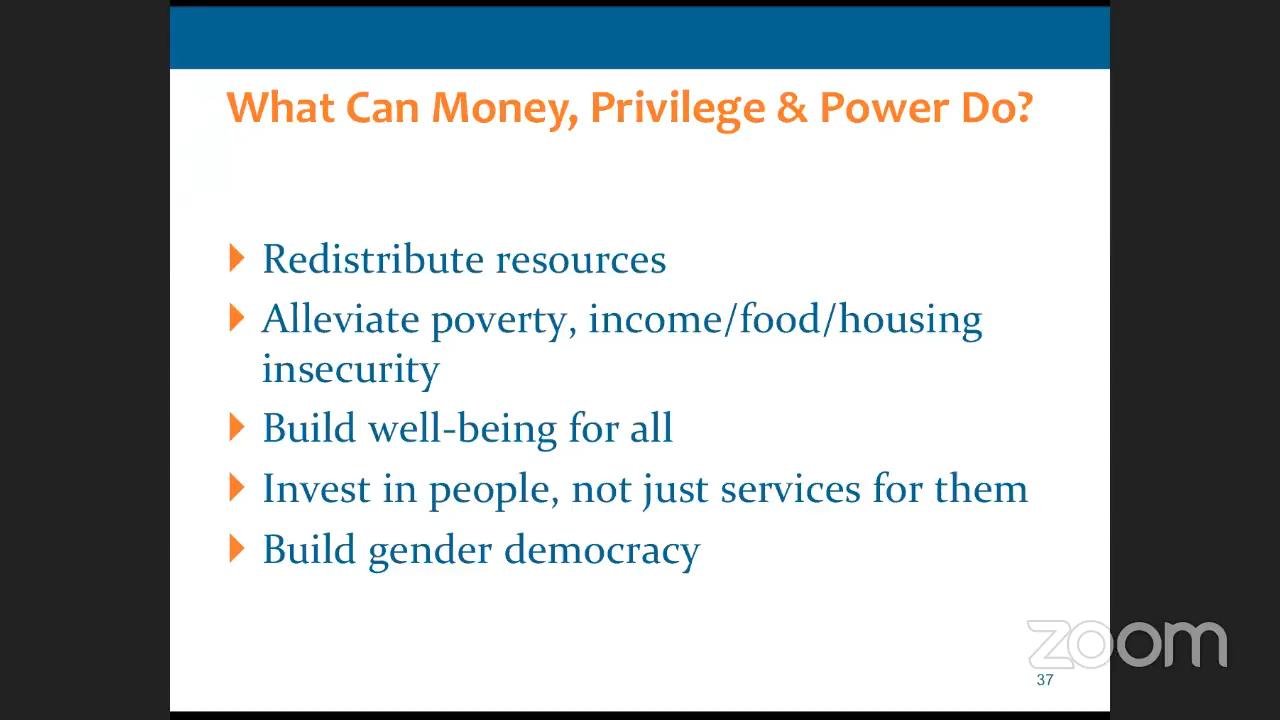 What Can Money, Privilege & Power Do?
Redistribute resources
Alleviate poverty, income/food/housing
insecurity
Build well-being for all
Invest in people, not just services for them
Build gender democracy
zoom
37